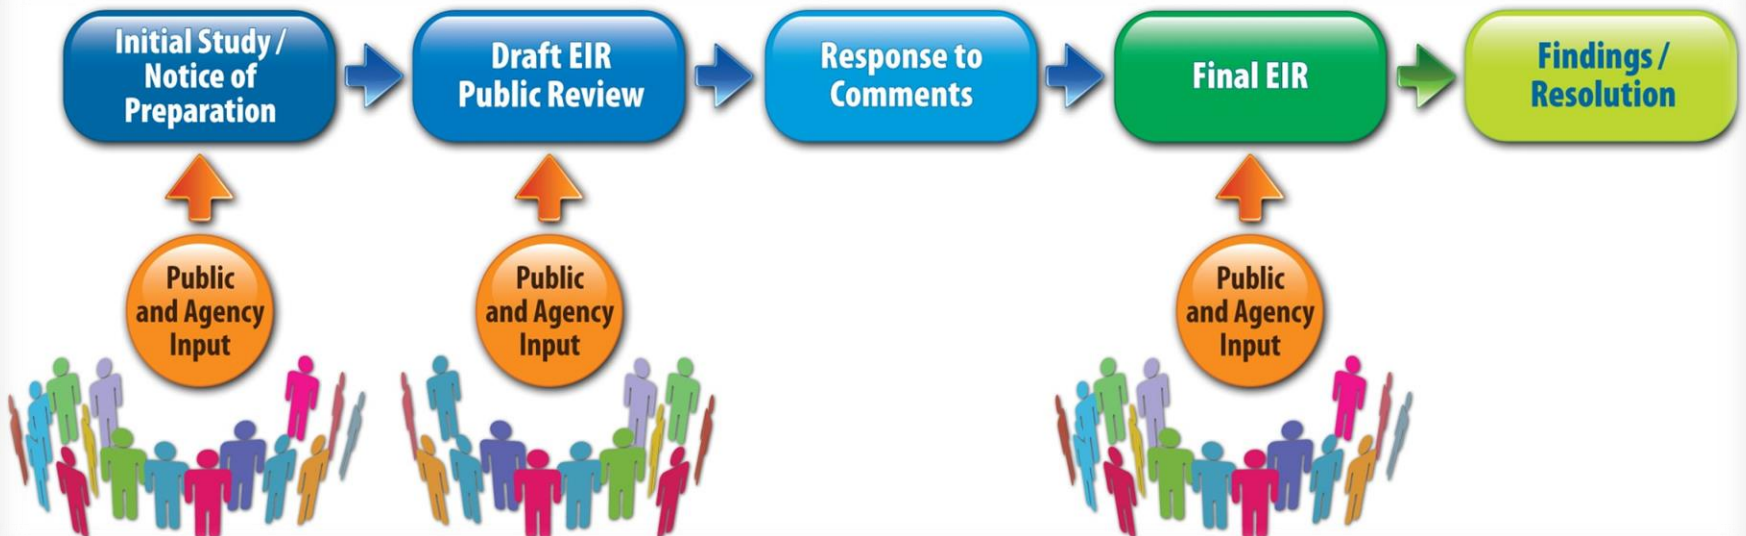 Initial Study /
Notice of
Preparation
Draft EIR
Public Review
Response to
Comments
Final EIR
Findings /
Resolution
Public
and Agency
Input
Public
and Agency
Input
Public
and Agency
Input